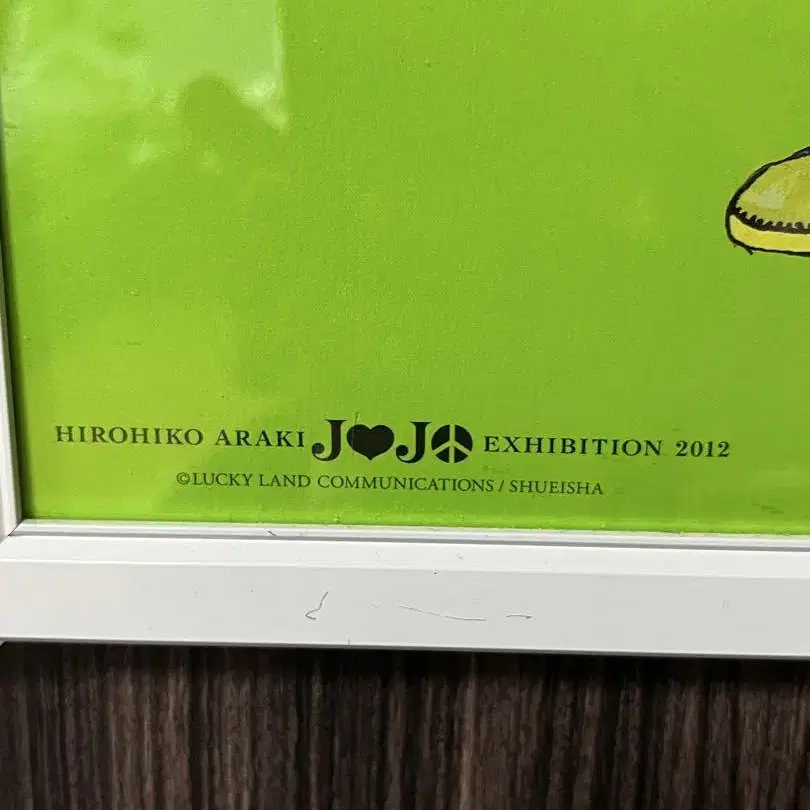 HIROHIKO ARAKI J♥J☮ EXHIBITION 2012
©LUCKY LAND COMMUNICATIONS / SHUEISHA